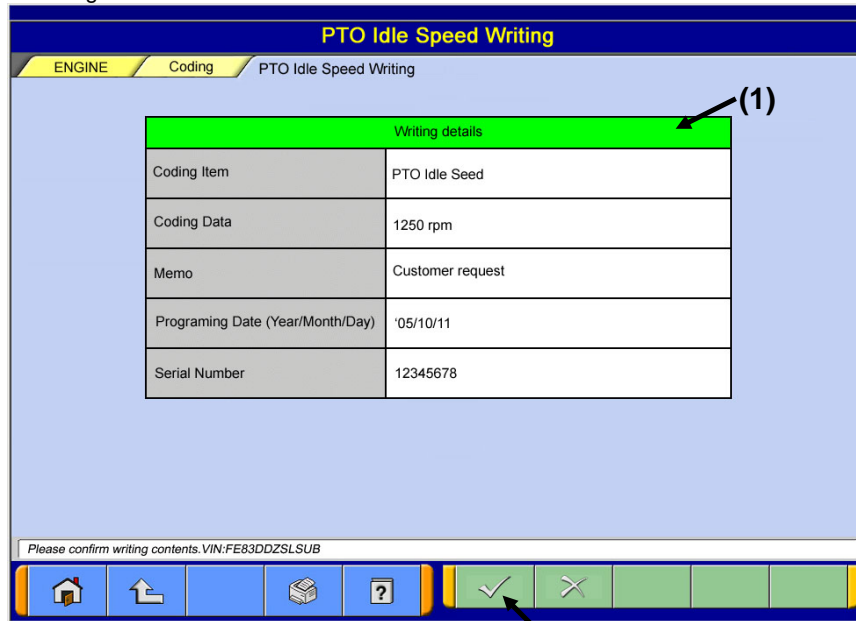 PTO Idle Speed Writing
ENGINE Coding PTO Idle Speed Writing
(1)
Writing details
Coding Item PTO Idle Seed
Coding Data 1250 rpm
Memo Customer request
Programing Date (Year/Month/Day) '05/10/11
Serial Number 12345678
Please confirm writing contents.VIN:FE83DDZSLSUB
?